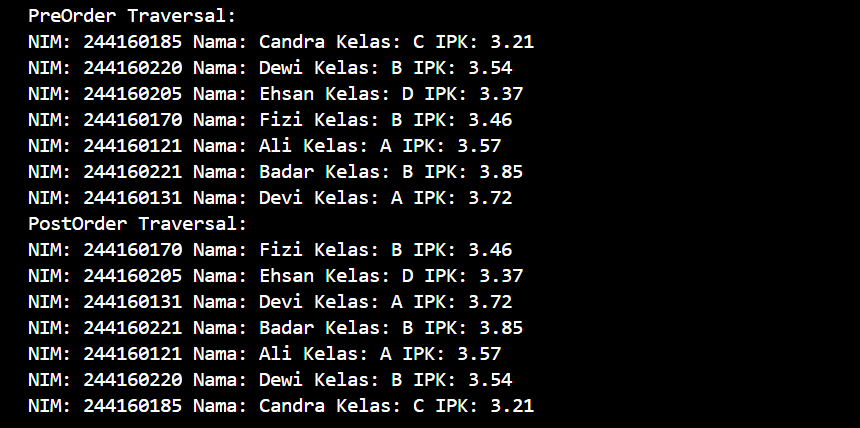 PreOrder Traversal:
NIM: 244160185 Nama: Candra Kelas: C IPK: 3.21
NIM: 244160220 Nama: Dewi Kelas: B IPK: 3.54
NIM: 244160205 Nama: Ehsan Kelas: D IPK: 3.37
NIM: 244160170 Nama: Fizi Kelas: B IPK: 3.46
NIM: 244160121 Nama: Ali Kelas: A IPK: 3.57
NIM: 244160221 Nama: Badar Kelas: B IPK: 3.85
NIM: 244160131 Nama: Devi Kelas: A IPK: 3.72
PostOrder Traversal:
NIM: 244160170 Nama: Fizi Kelas: B IPK: 3.46
NIM: 244160205 Nama: Ehsan Kelas: D IPK: 3.37
NIM: 244160131 Nama: Devi Kelas: A IPK: 3.72
NIM: 244160221 Nama: Badar Kelas: B IPK: 3.85
NIM: 244160121 Nama: Ali Kelas: A IPK: 3.57
NIM: 244160220 Nama: Dewi Kelas: B IPK: 3.54
NIM: 244160185 Nama: Candra Kelas: C IPK: 3.21